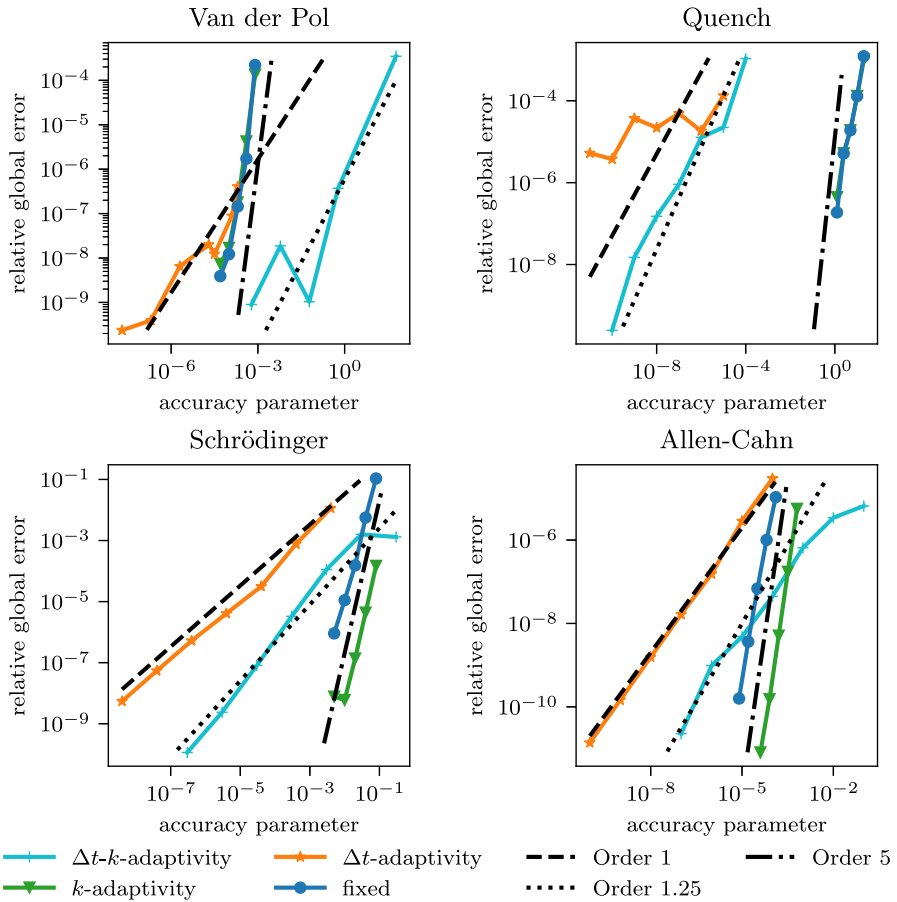 Van der Pol
10⁻⁴
10⁻⁵
10⁻⁶
10⁻⁷
10⁻⁸
10⁻⁹
relative global error
10⁻⁶ 10⁻³ 10⁰
accuracy parameter
Quench
10⁻⁴
10⁻⁶
10⁻⁸
relative global error
10⁻⁸ 10⁻⁴ 10⁰
accuracy parameter
Schrödinger
10⁻¹
10⁻³
10⁻⁵
10⁻⁷
10⁻⁹
relative global error
10⁻⁷ 10⁻⁵ 10⁻³ 10⁻¹
accuracy parameter
Allen-Cahn
10⁻⁶
10⁻⁸
10⁻¹⁰
relative global error
10⁻⁸ 10⁻⁵ 10⁻²
accuracy parameter
Δt-k-adaptivity
Δt-adaptivity
Order 1
Order 5
k-adaptivity
fixed
Order 1.25